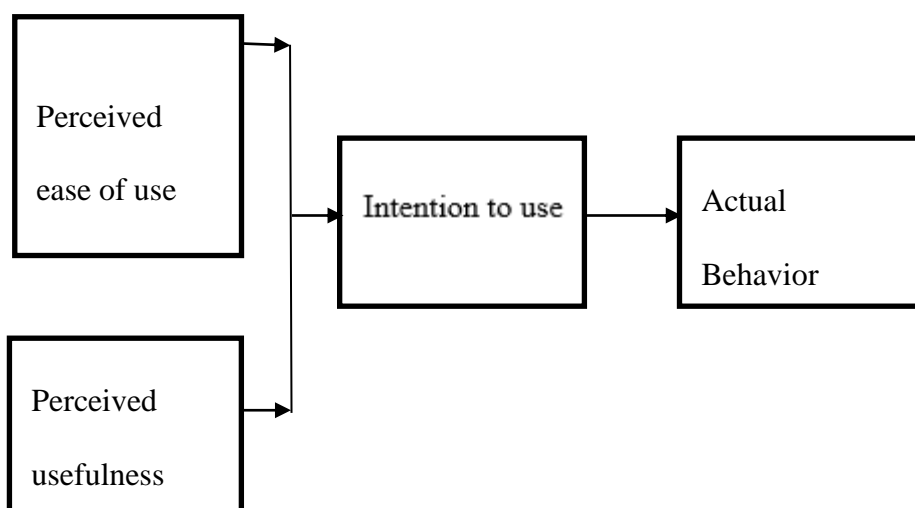 Perceived
ease of use
Intention to use
Actual
Behavior
Perceived
usefulness